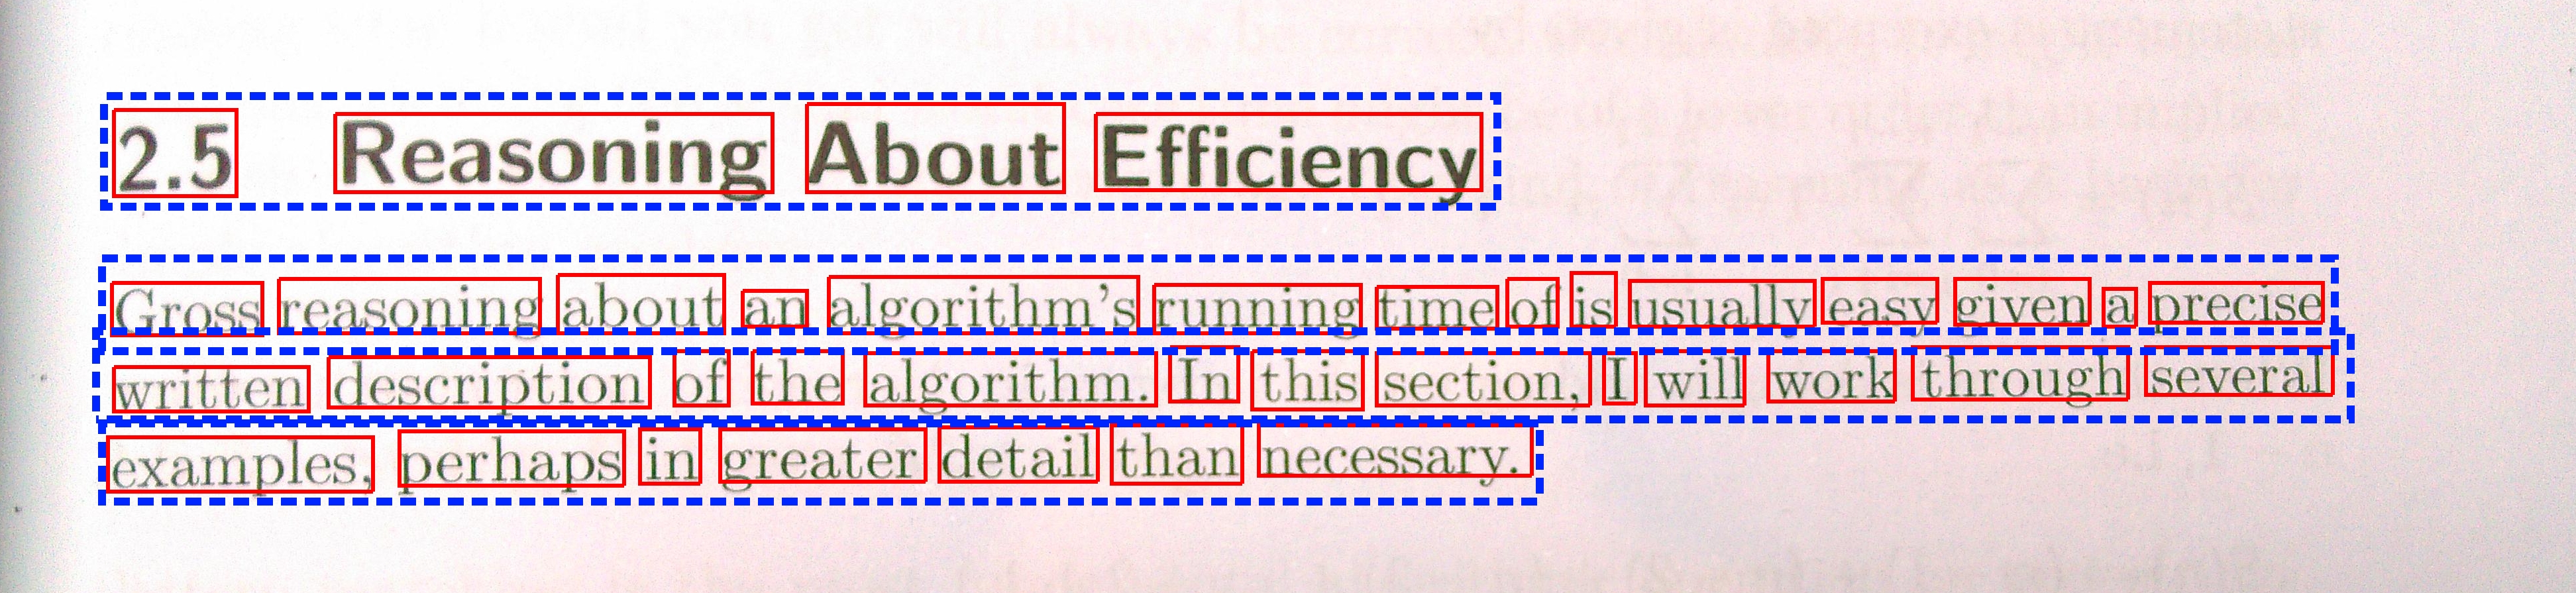 2.5 Reasoning About Efficiency
Gross reasoning about an algorithm's running time of is usually easy given a precise
written description of the algorithm. In this section, I will work through several
examples, perhaps in greater detail than necessary.